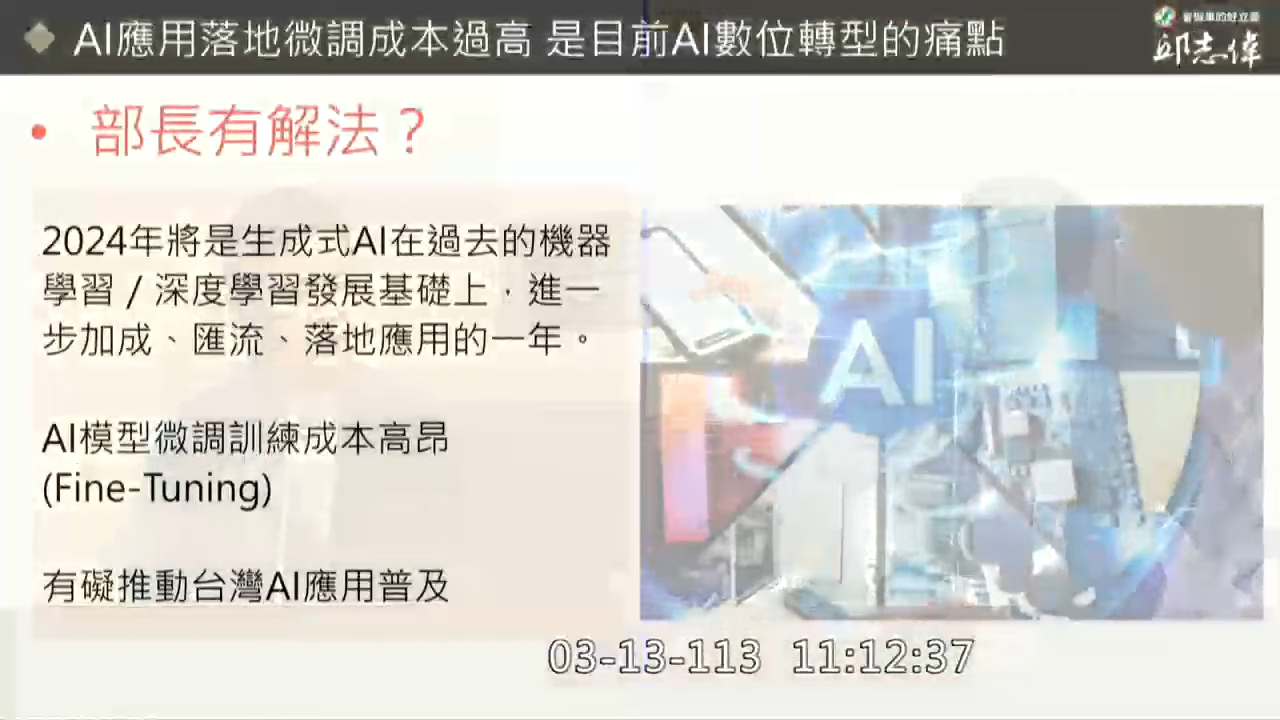 AI應用落地微調成本過高 是目前AI數位轉型的痛點
邱志偉
• 部長有解法？
2024年將是生成式AI在過去的機器
學習 / 深度學習發展基礎上，進一
步加成、匯流、落地應用的一年。
AI
AI模型微調訓練成本高昂
(Fine-Tuning)
有礙推動台灣AI應用普及
03-13-113 11:12:37